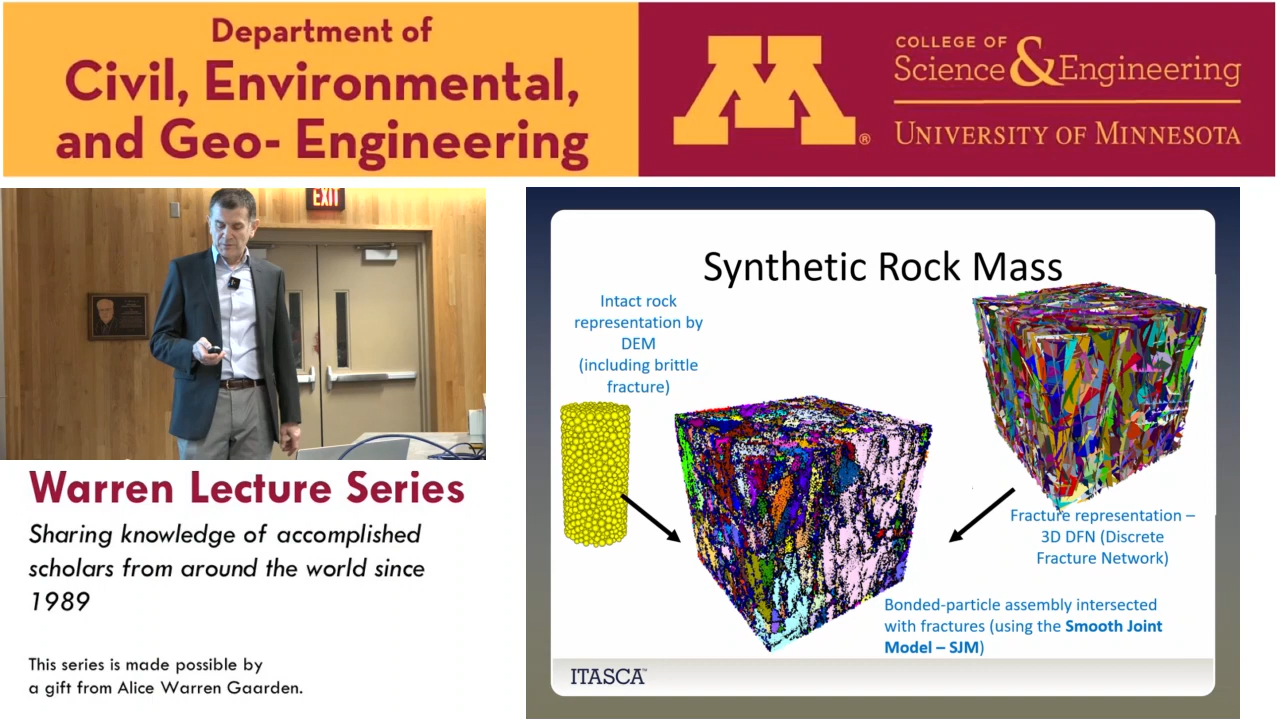 Department of
Civil, Environmental,
and Geo- Engineering
M®
COLLEGE OF
Science & Engineering
UNIVERSITY OF MINNESOTA
EXIT
Warren Lecture Series
Sharing knowledge of accomplished
scholars from around the world since
1989
This series is made possible by
a gift from Alice Warren Gaarden.
Synthetic Rock Mass
Intact rock
representation by
DEM
(including brittle
fracture)
Fracture representation –
3D DFN (Discrete
Fracture Network)
Bonded-particle assembly intersected
with fractures (using the Smooth Joint
Model – SJM)
ITASCA™